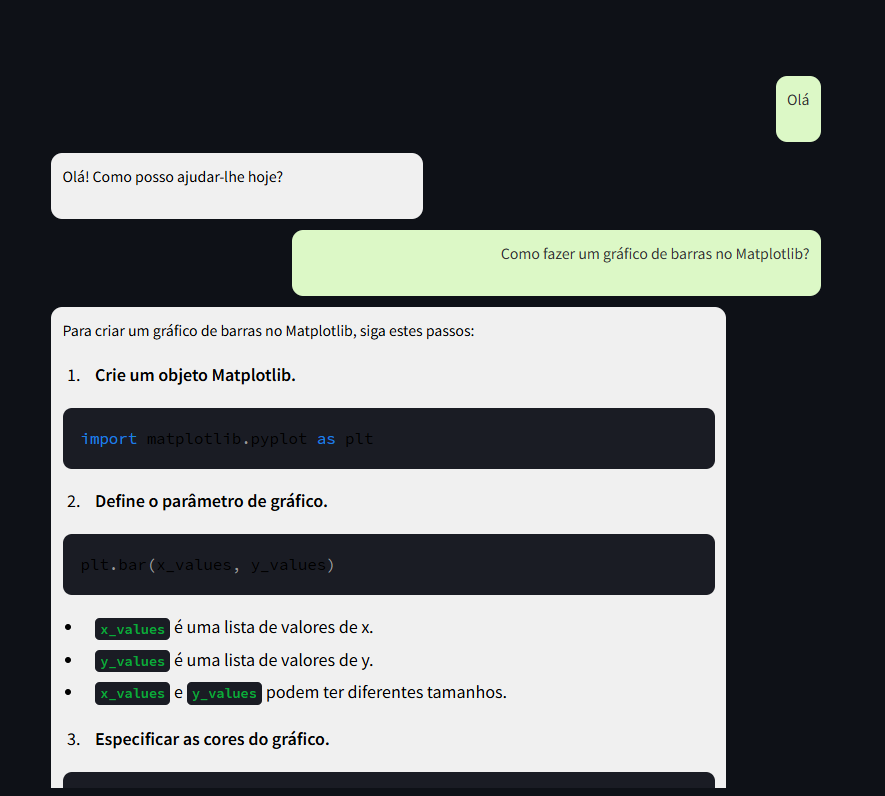 Olá
Olá! Como posso ajudar-lhe hoje?
Como fazer um gráfico de barras no Matplotlib?
Para criar um gráfico de barras no Matplotlib, siga estes passos:
1. Crie um objeto Matplotlib.
import matplotlib.pyplot as plt
2. Define o parâmetro de gráfico.
plt.bar(x_values, y_values)
• x_values é uma lista de valores de x.
• y_values é uma lista de valores de y.
• x_values e y_values podem ter diferentes tamanhos.
3. Especificar as cores do gráfico.